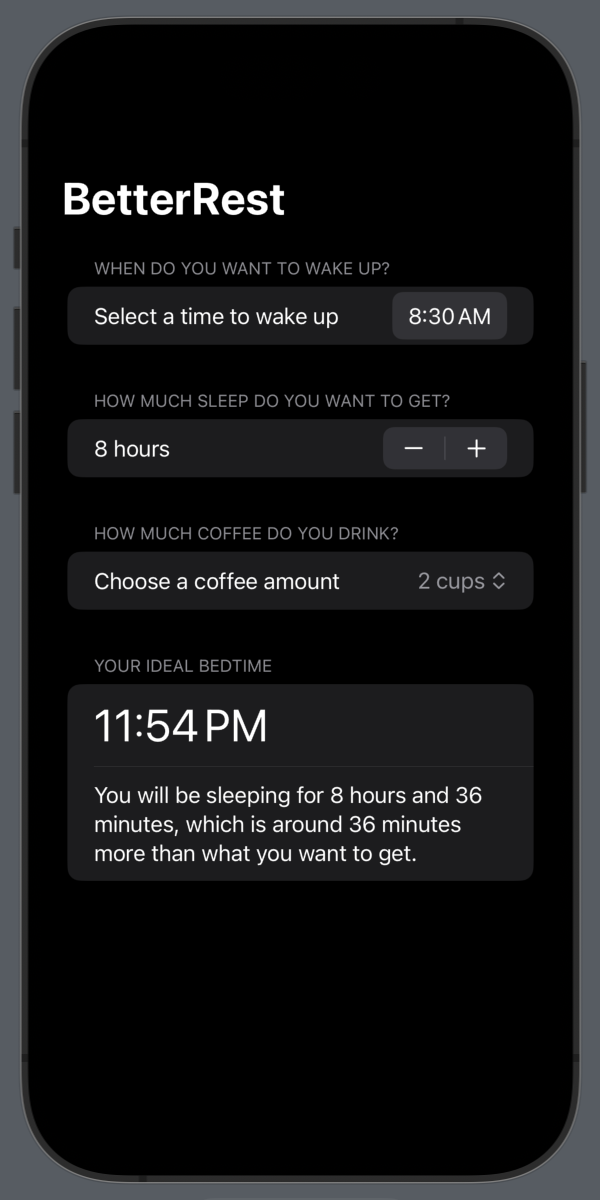 BetterRest
WHEN DO YOU WANT TO WAKE UP?
Select a time to wake up 8:30 AM
HOW MUCH SLEEP DO YOU WANT TO GET?
8 hours − +
HOW MUCH COFFEE DO YOU DRINK?
Choose a coffee amount 2 cups
YOUR IDEAL BEDTIME
11:54 PM
You will be sleeping for 8 hours and 36
minutes, which is around 36 minutes
more than what you want to get.